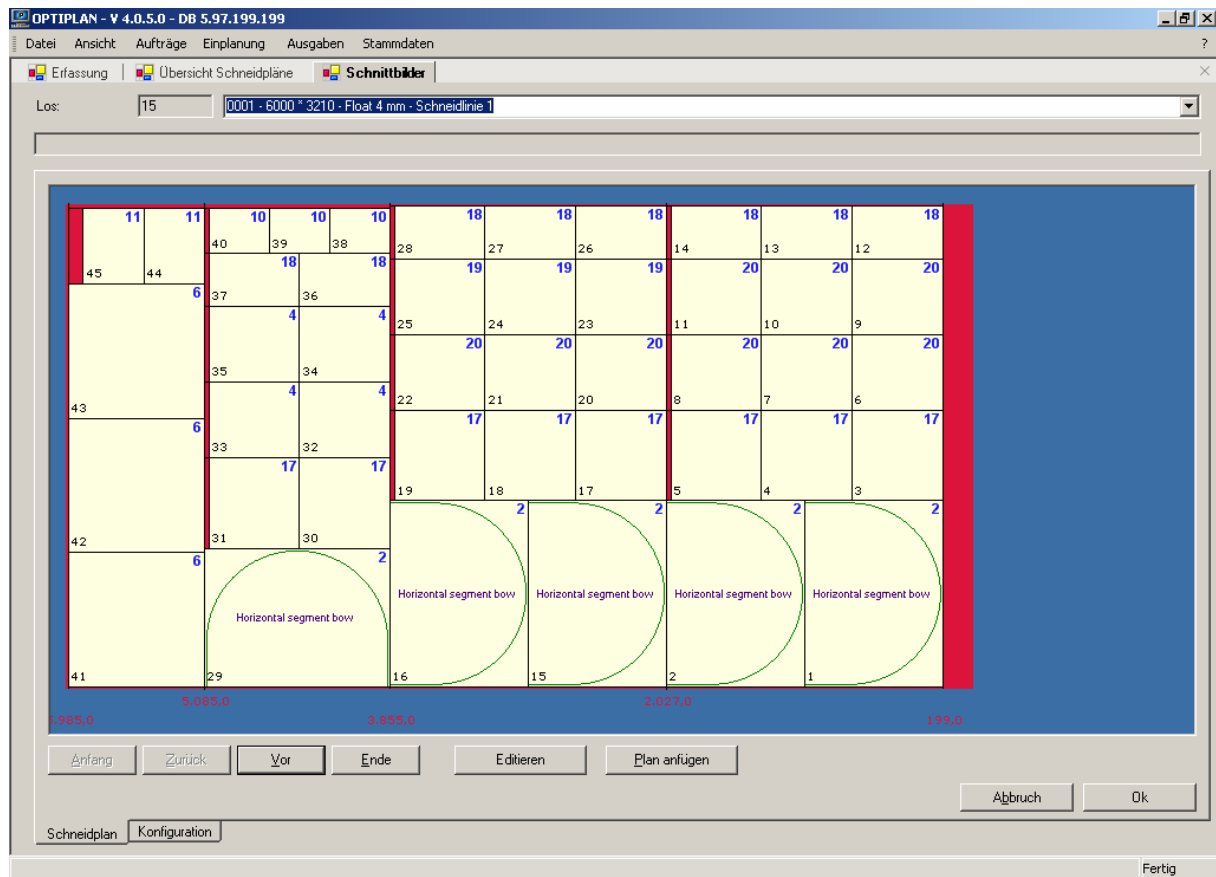 OPTIPLAN - V 4.0.5.0 - DB 5.97.199.199
Datei Ansicht Aufträge Einplanung Ausgaben Stammdaten ?
Erfassung Übersicht Schneidpläne Schnittbilder
Los: 15 0001 - 6000 * 3210 - Float 4 mm - Schneidlinie 1
11 11 10 10 10 18 18 18 18 18 18
45 44 40 39 38 28 27 26 14 13 12
6 18 18 19 19 19 20 20 20
43 37 36 25 24 23 11 10 9
4 4 20 20 20 20 20 20
35 34 22 21 20 8 7 6
6 4 4 17 17 17 17 17 17
42 33 32 19 18 17 5 4 3
17 17 2 2 2 2
31 30
6 2
Horizontal segment bow Horizontal segment bow Horizontal segment bow Horizontal segment bow
Horizontal segment bow
41 29 16 15 2 1
5.085,0 2.027,0
5.985,0 3.855,0 199,0
Anfang Zurück Vor Ende Editieren Plan anfügen
Abbruch Ok
Schneidplan Konfiguration
Fertig